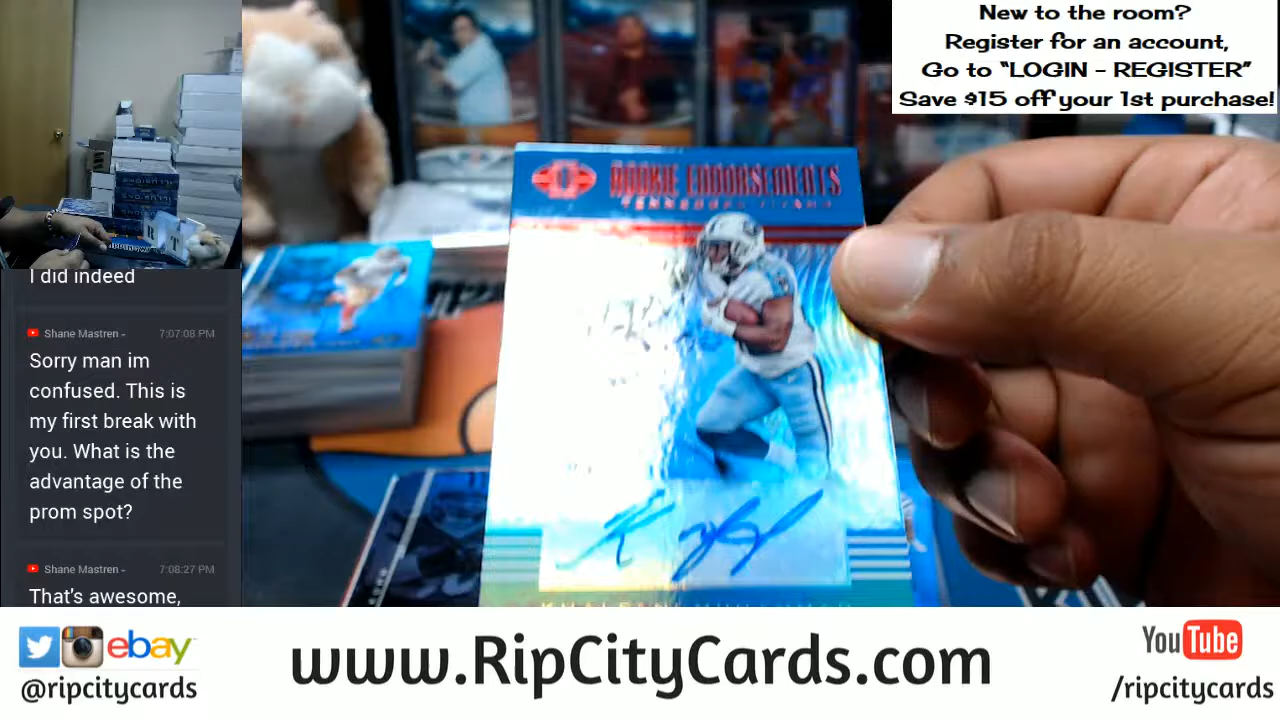 New to the room?
Register for an account,
Go to "LOGIN - REGISTER"
Save $15 off your 1st purchase!
ROOKIE ENDORSEMENTS
TENNESSEE TITANS
I did indeed
Shane Mastren - 7:07:08 PM
Sorry man im
confused. This is
my first break with
you. What is the
advantage of the
prom spot?
Shane Mastren - 7:08:27 PM
That's awesome,
ebay
@ripcitycards
www.RipCityCards.com
YouTube
/ripcitycards